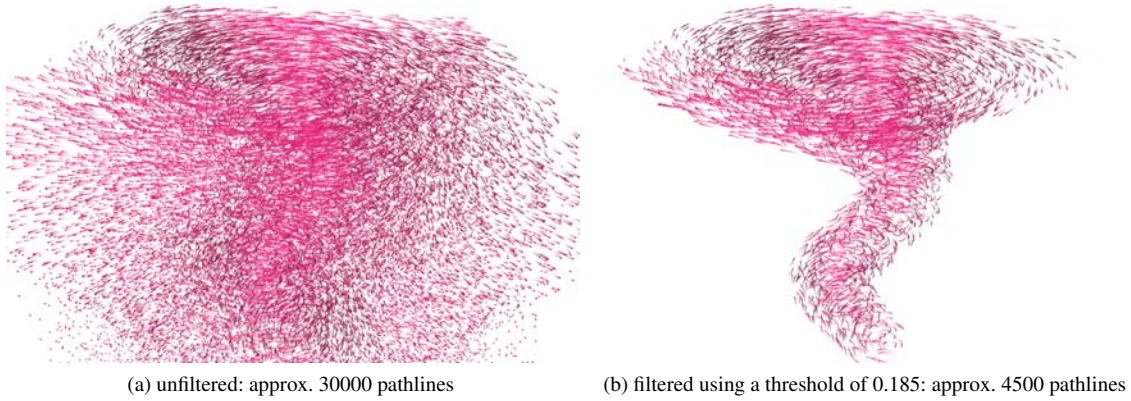 (a) unfiltered: approx. 30000 pathlines
(b) filtered using a threshold of 0.185: approx. 4500 pathlines